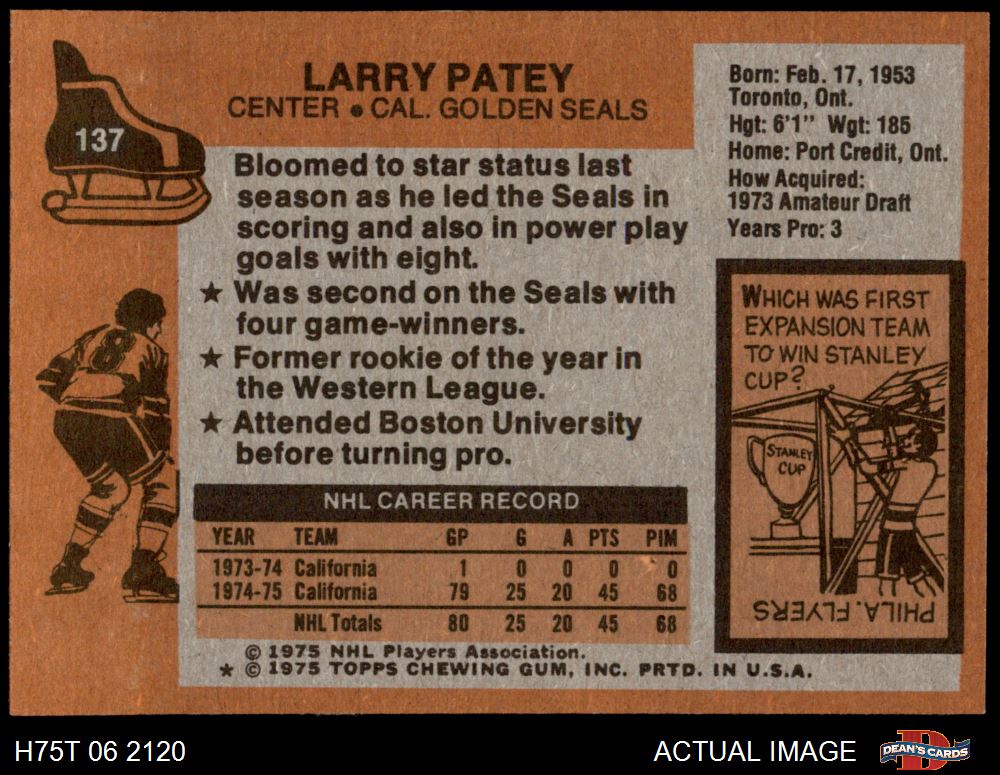 137
LARRY PATEY
CENTER ● CAL. GOLDEN SEALS
Bloomed to star status last
season as he led the Seals in
scoring and also in power play
goals with eight.
★ Was second on the Seals with
four game-winners.
★ Former rookie of the year in
the Western League.
★ Attended Boston University
before turning pro.
8
NHL CAREER RECORD
YEAR TEAM GP G A PTS PIM
1973-74 California 1 0 0 0 0
1974-75 California 79 25 20 45 68
NHL Totals 80 25 20 45 68
© 1975 NHL Players Association.
★ © 1975 TOPPS CHEWING GUM, INC. PRTD. IN U.S.A.
Born: Feb. 17, 1953
Toronto, Ont.
Hgt: 6'1" Wgt: 185
Home: Port Credit, Ont.
How Acquired:
1973 Amateur Draft
Years Pro: 3
WHICH WAS FIRST
EXPANSION TEAM
TO WIN STANLEY
CUP?
STANLEY
CUP
PHILA. FLYERS
H75T 06 2120
ACTUAL IMAGE
DEAN'S CARDS